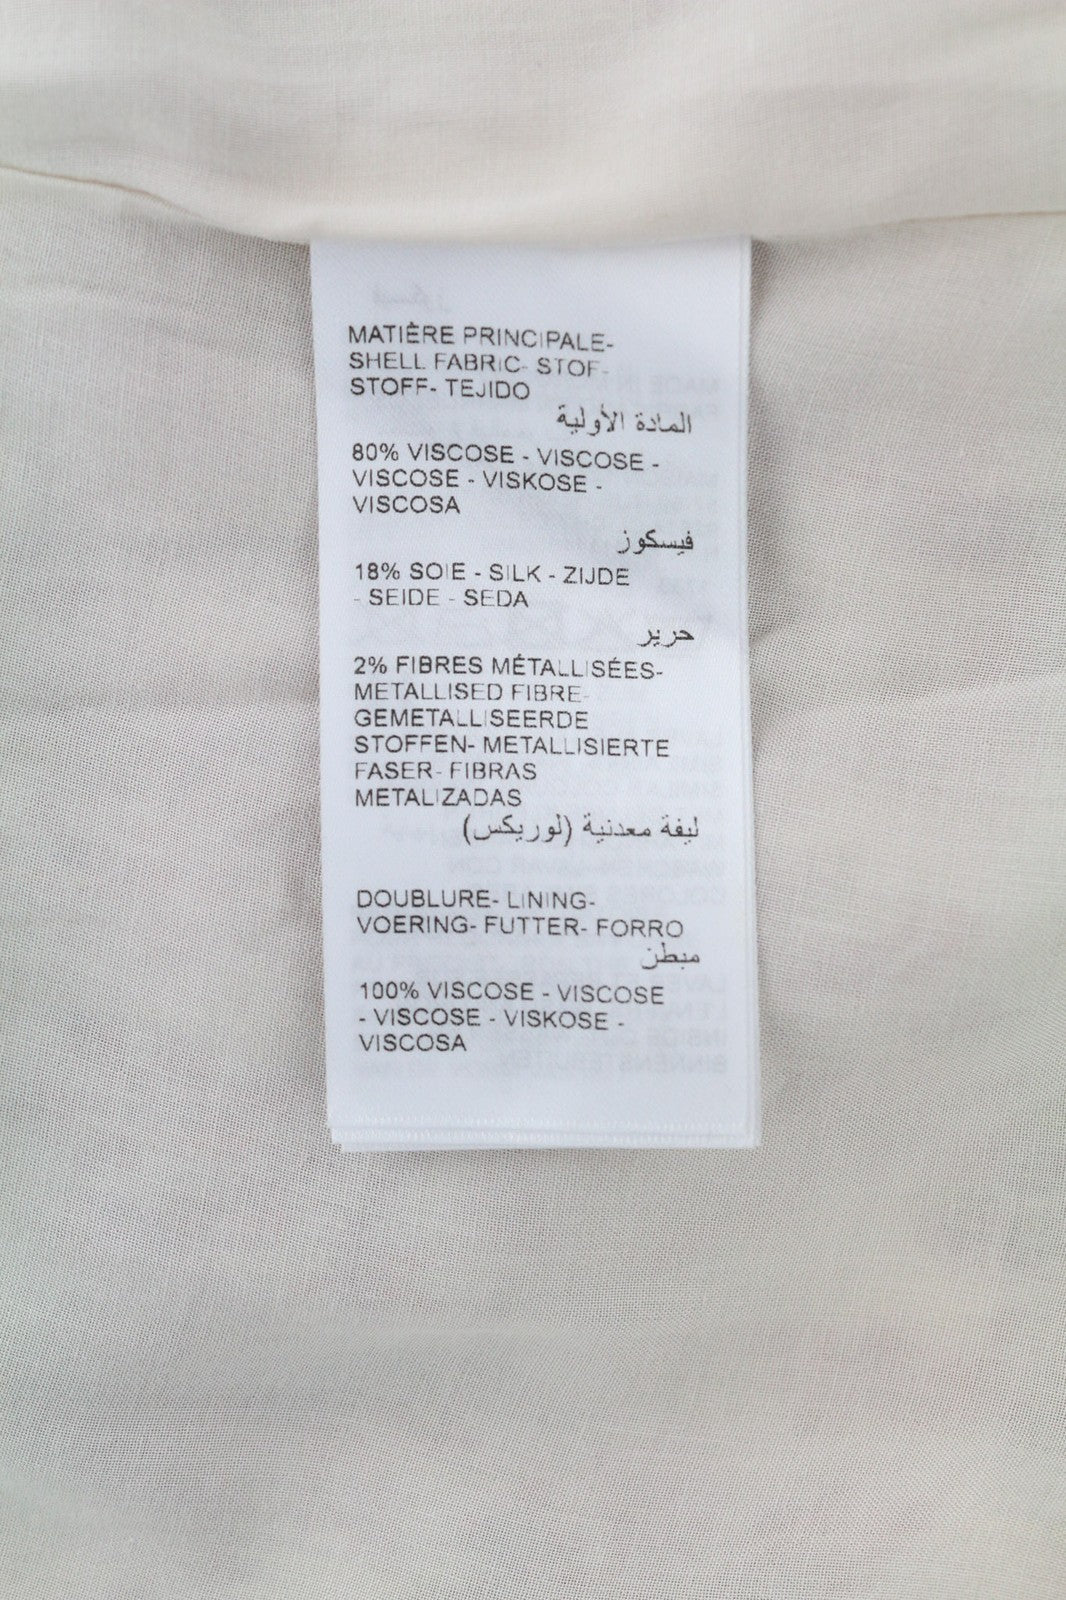 MATIÈRE PRINCIPALE-
SHELL FABRIC- STOF-
STOFF- TEJIDO
المادة الأولية
80% VISCOSE - VISCOSE -
VISCOSE - VISKOSE -
VISCOSA
فيسكوز
18% SOIE - SILK - ZIJDE
- SEIDE - SEDA
حرير
2% FIBRES MÉTALLISÉES-
METALLISED FIBRE-
GEMETALLISEERDE
STOFFEN- METALLISIERTE
FASER- FIBRAS
METALIZADAS
ليفة معدنية (لوريكس)
DOUBLURE- LINING-
VOERING- FUTTER- FORRO
مبطن
100% VISCOSE - VISCOSE
- VISCOSE - VISKOSE -
VISCOSA